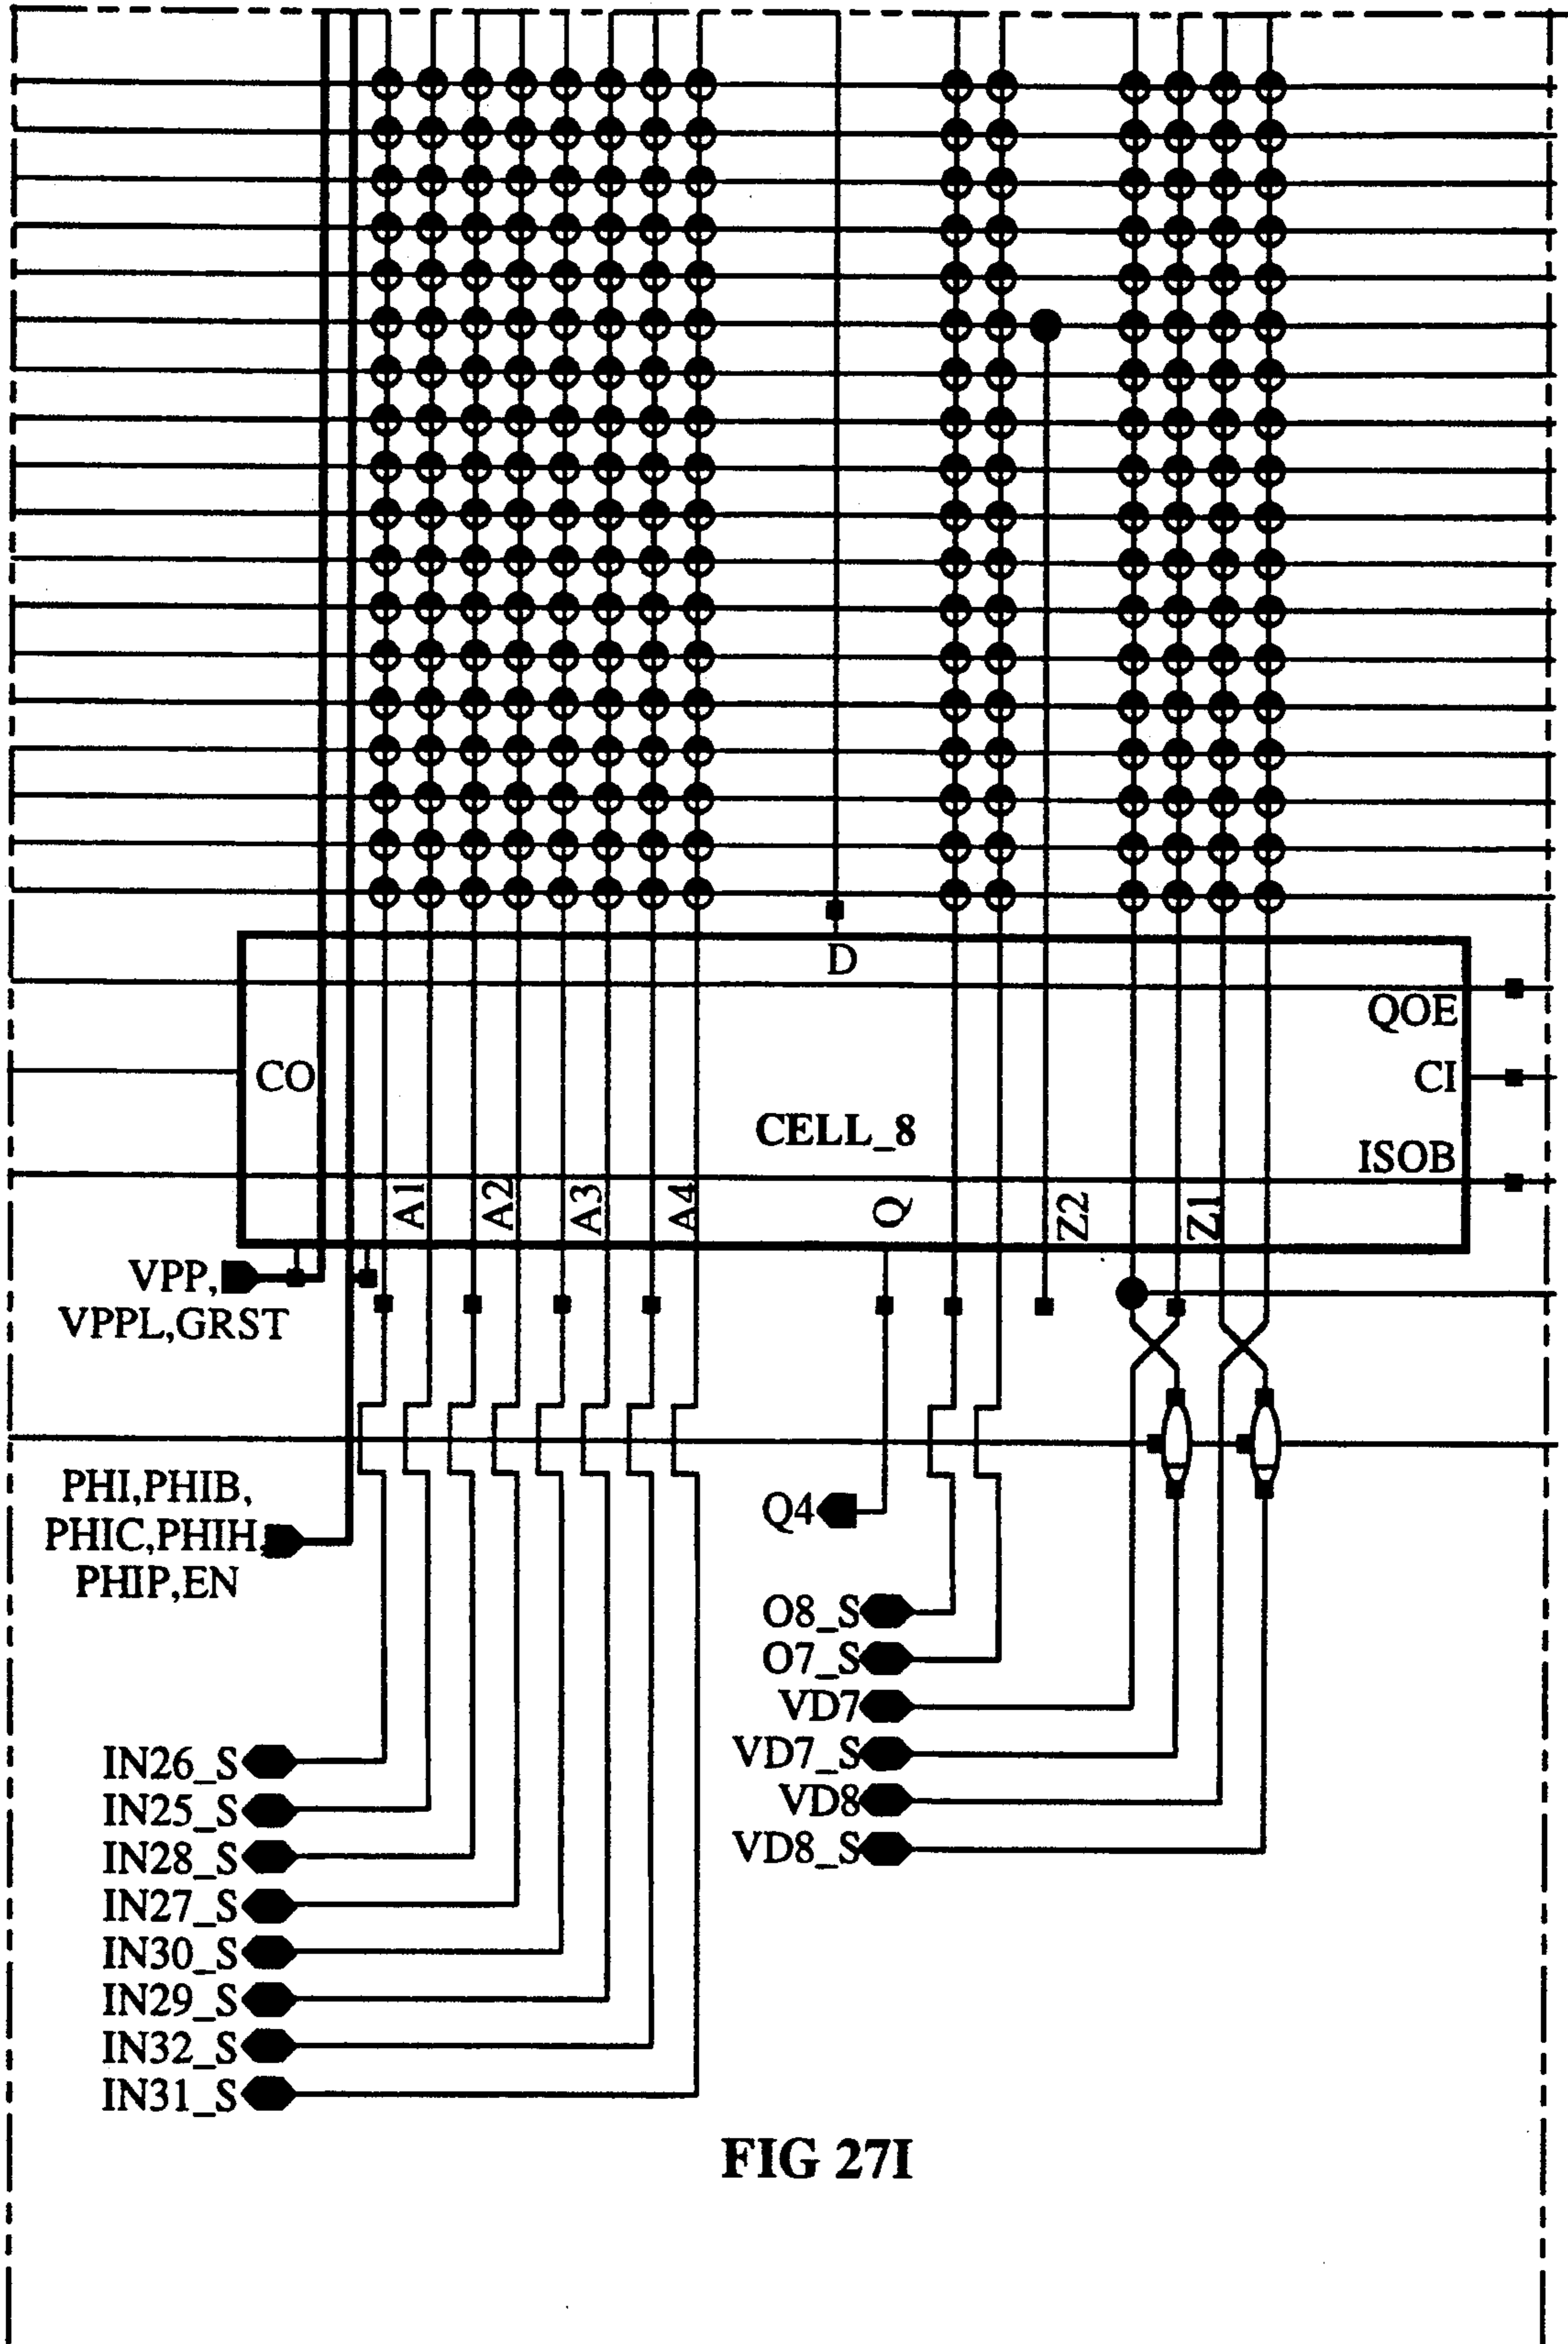 D
QOE
CO
CI
CELL_8
ISOB
A1
A2
A3
A4
Q
Z2
Z1
VPP,
VPPL,GRST
PHI,PHIB,
PHIC,PHIH,
PHIP,EN
Q4
O8_S
O7_S
VD7
VD7_S
VD8
VD8_S
IN26_S
IN25_S
IN28_S
IN27_S
IN30_S
IN29_S
IN32_S
IN31_S
FIG 27I